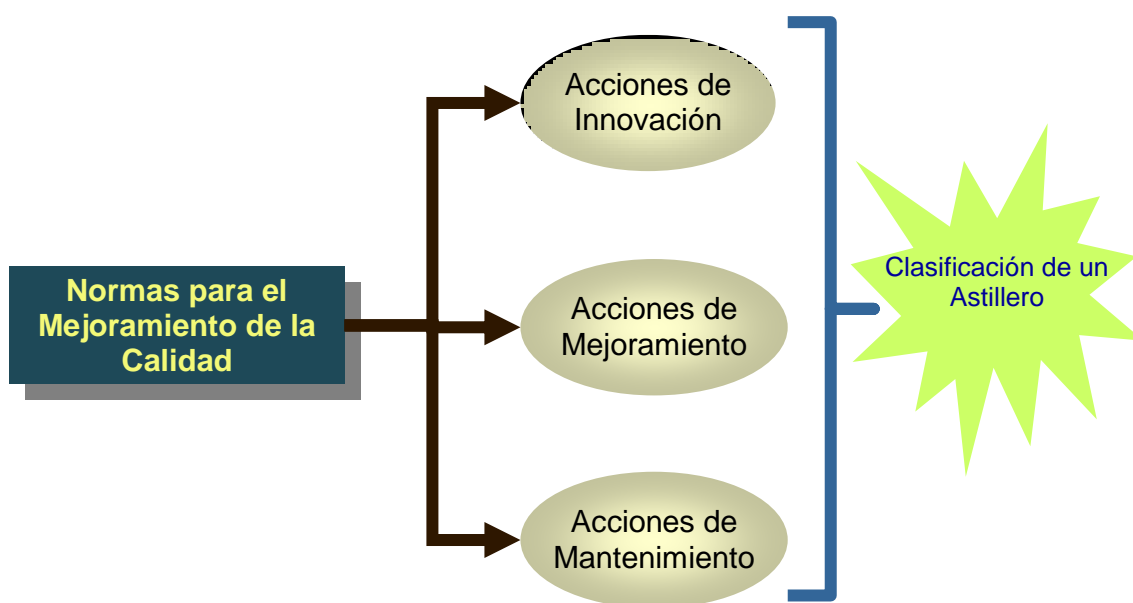 Normas para el
Mejoramiento de la
Calidad
Acciones de
Innovación
Acciones de
Mejoramiento
Acciones de
Mantenimiento
Clasificación de un
Astillero